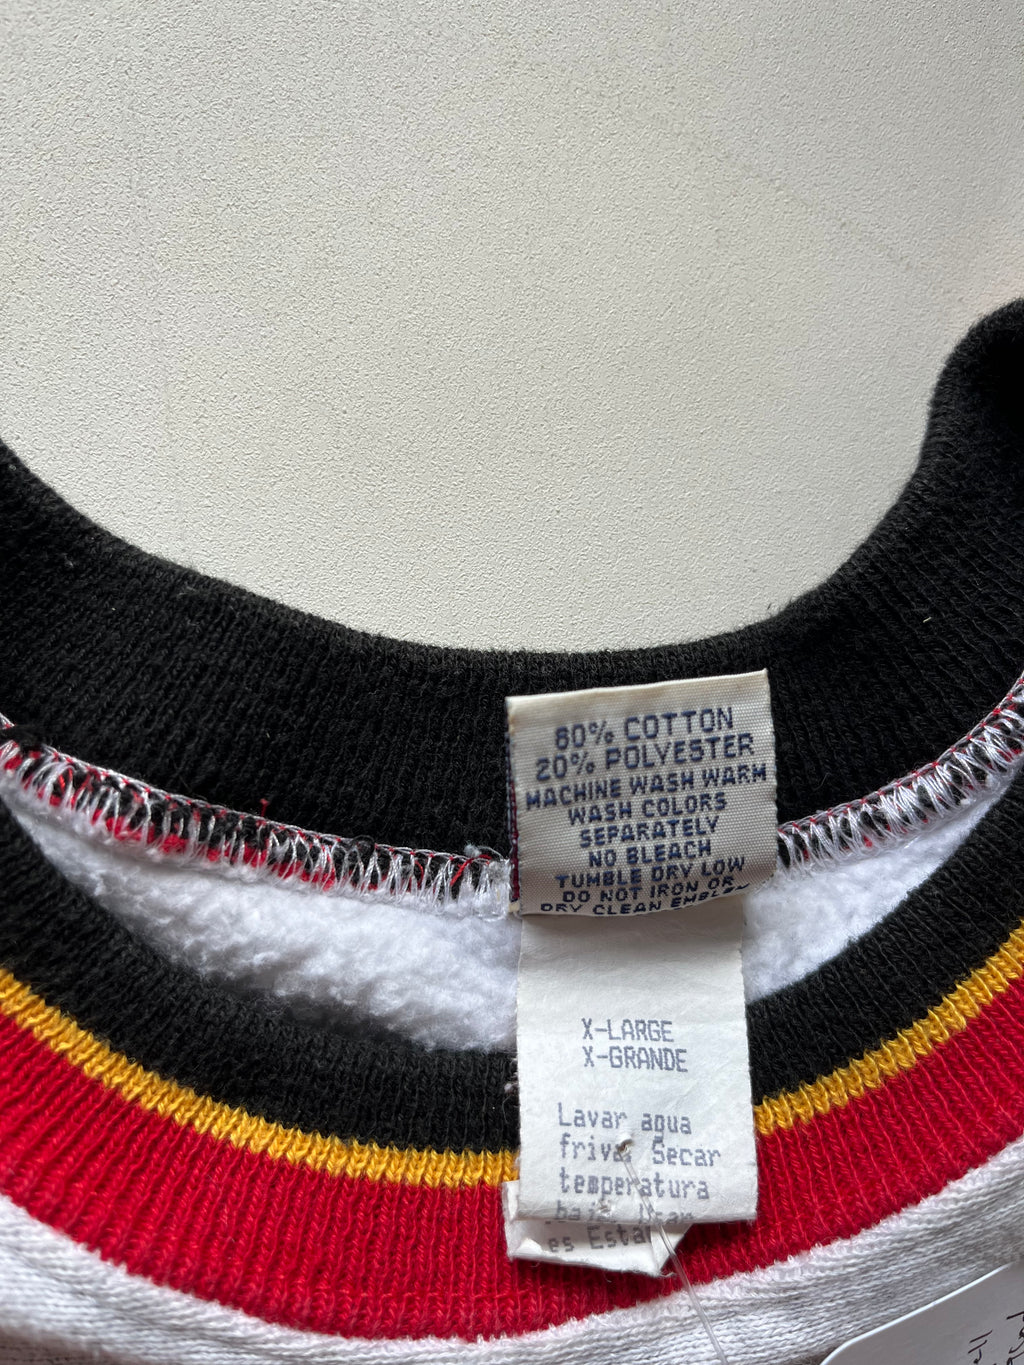 80% COTTON
20% POLYESTER
MACHINE WASH WARM
WASH COLORS
SEPARATELY
NO BLEACH
TUMBLE DRY LOW
DO NOT IRON OR
DRY CLEAN
X-LARGE
X-GRANDE
Lavar agua
Secar
temperatura
es